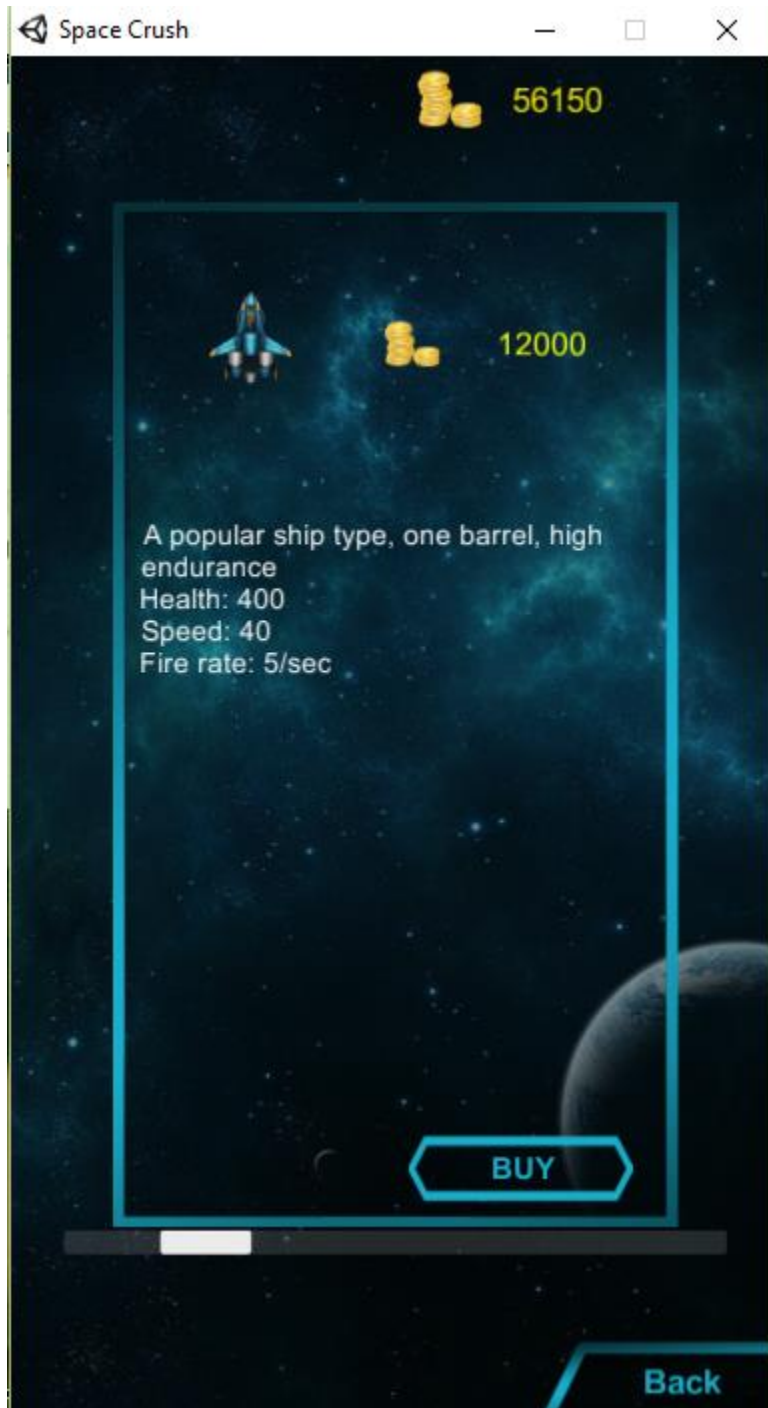 Space Crush
56150
12000
A popular ship type, one barrel, high
endurance
Health: 400
Speed: 40
Fire rate: 5/sec
BUY
Back